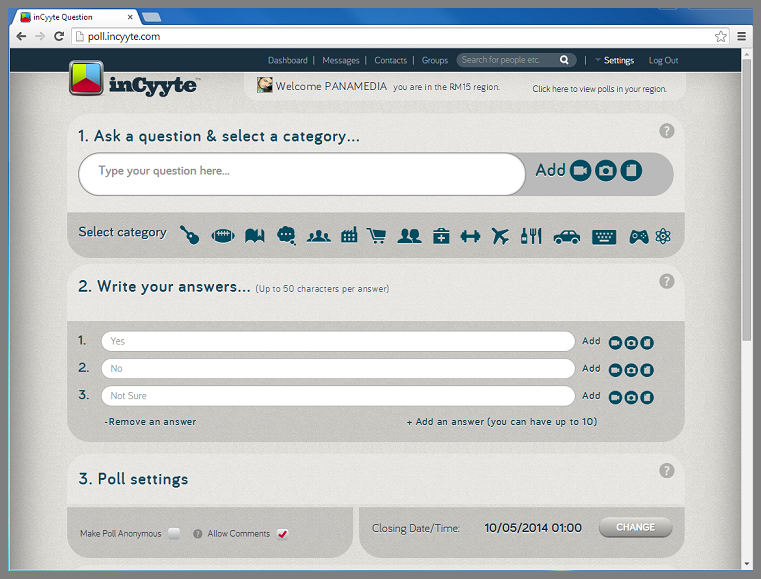 inCyyte Question
poll.incyyte.com
Dashboard | Messages | Contacts | Groups Search for people etc. Settings | Log Out
inCyyte™
Welcome PANAMEDIA you are in the RM15 region. Click here to view polls in your region.
1. Ask a question & select a category...
?
Type your question here...
Add
Select category
2. Write your answers... (Up to 50 characters per answer)
?
1. Yes Add
2. No Add
3. Not Sure Add
-Remove an answer + Add an answer (you can have up to 10)
3. Poll settings
?
Make Poll Anonymous ? Allow Comments
Closing Date/Time: 10/05/2014 01:00 CHANGE